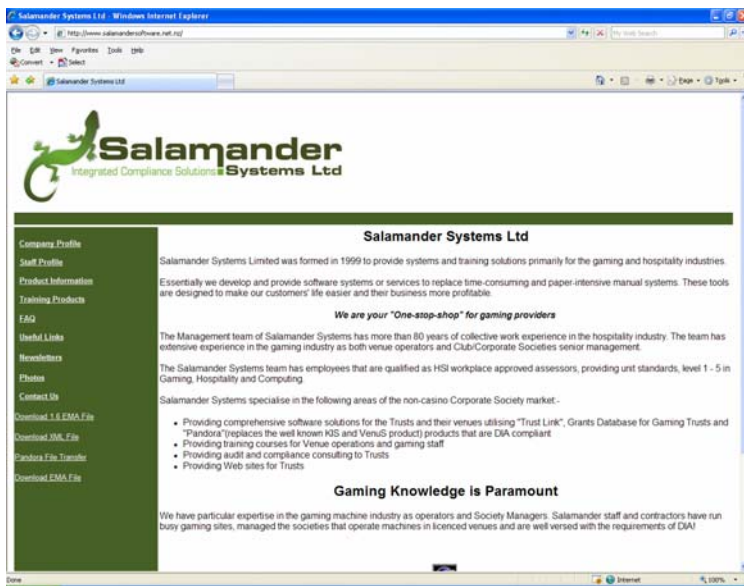 Salamander Systems Ltd - Windows Internet Explorer
http://www.salamandersoftware.net.nz/
File Edit View Favorites Tools Help
Convert Select
Salamander Systems Ltd
Page Tools
Salamander
Integrated Compliance Solutions Systems Ltd
Company Profile
Staff Profile
Product Information
Training Products
FAQ
Useful Links
Newsletters
Photos
Contact Us
Download 1.6 EMA File
Download XML File
Pandora File Transfer
Download EMA File
Salamander Systems Ltd
Salamander Systems Limited was formed in 1999 to provide systems and training solutions primarily for the gaming and hospitality industries.
Essentially we develop and provide software systems or services to replace time-consuming and paper-intensive manual systems. These tools
are designed to make our customers' life easier and their business more profitable.
We are your "One-stop-shop" for gaming providers
The Management team of Salamander Systems has more than 80 years of collective work experience in the hospitality industry. The team has
extensive experience in the gaming industry as both venue operators and Club/Corporate Societies senior management.
The Salamander Systems team has employees that are qualified as HSI workplace approved assessors, providing unit standards, level 1 - 5 in
Gaming, Hospitality and Computing.
Salamander Systems specialise in the following areas of the non-casino Corporate Society market:-
• Providing comprehensive software solutions for the Trusts and their venues utilising "Trust Link", Grants Database for Gaming Trusts and
"Pandora"(replaces the well known KIS and VenuS product) products that are DIA compliant
• Providing training courses for Venue operators and gaming staff
• Providing audit and compliance consulting to Trusts
• Providing Web sites for Trusts
Gaming Knowledge is Paramount
We have particular expertise in the gaming machine industry as operators and Society Managers. Salamander staff and contractors have run
busy gaming sites, managed the societies that operate machines in licenced venues and are well versed with the requirements of DIA!
Done
Internet
100%